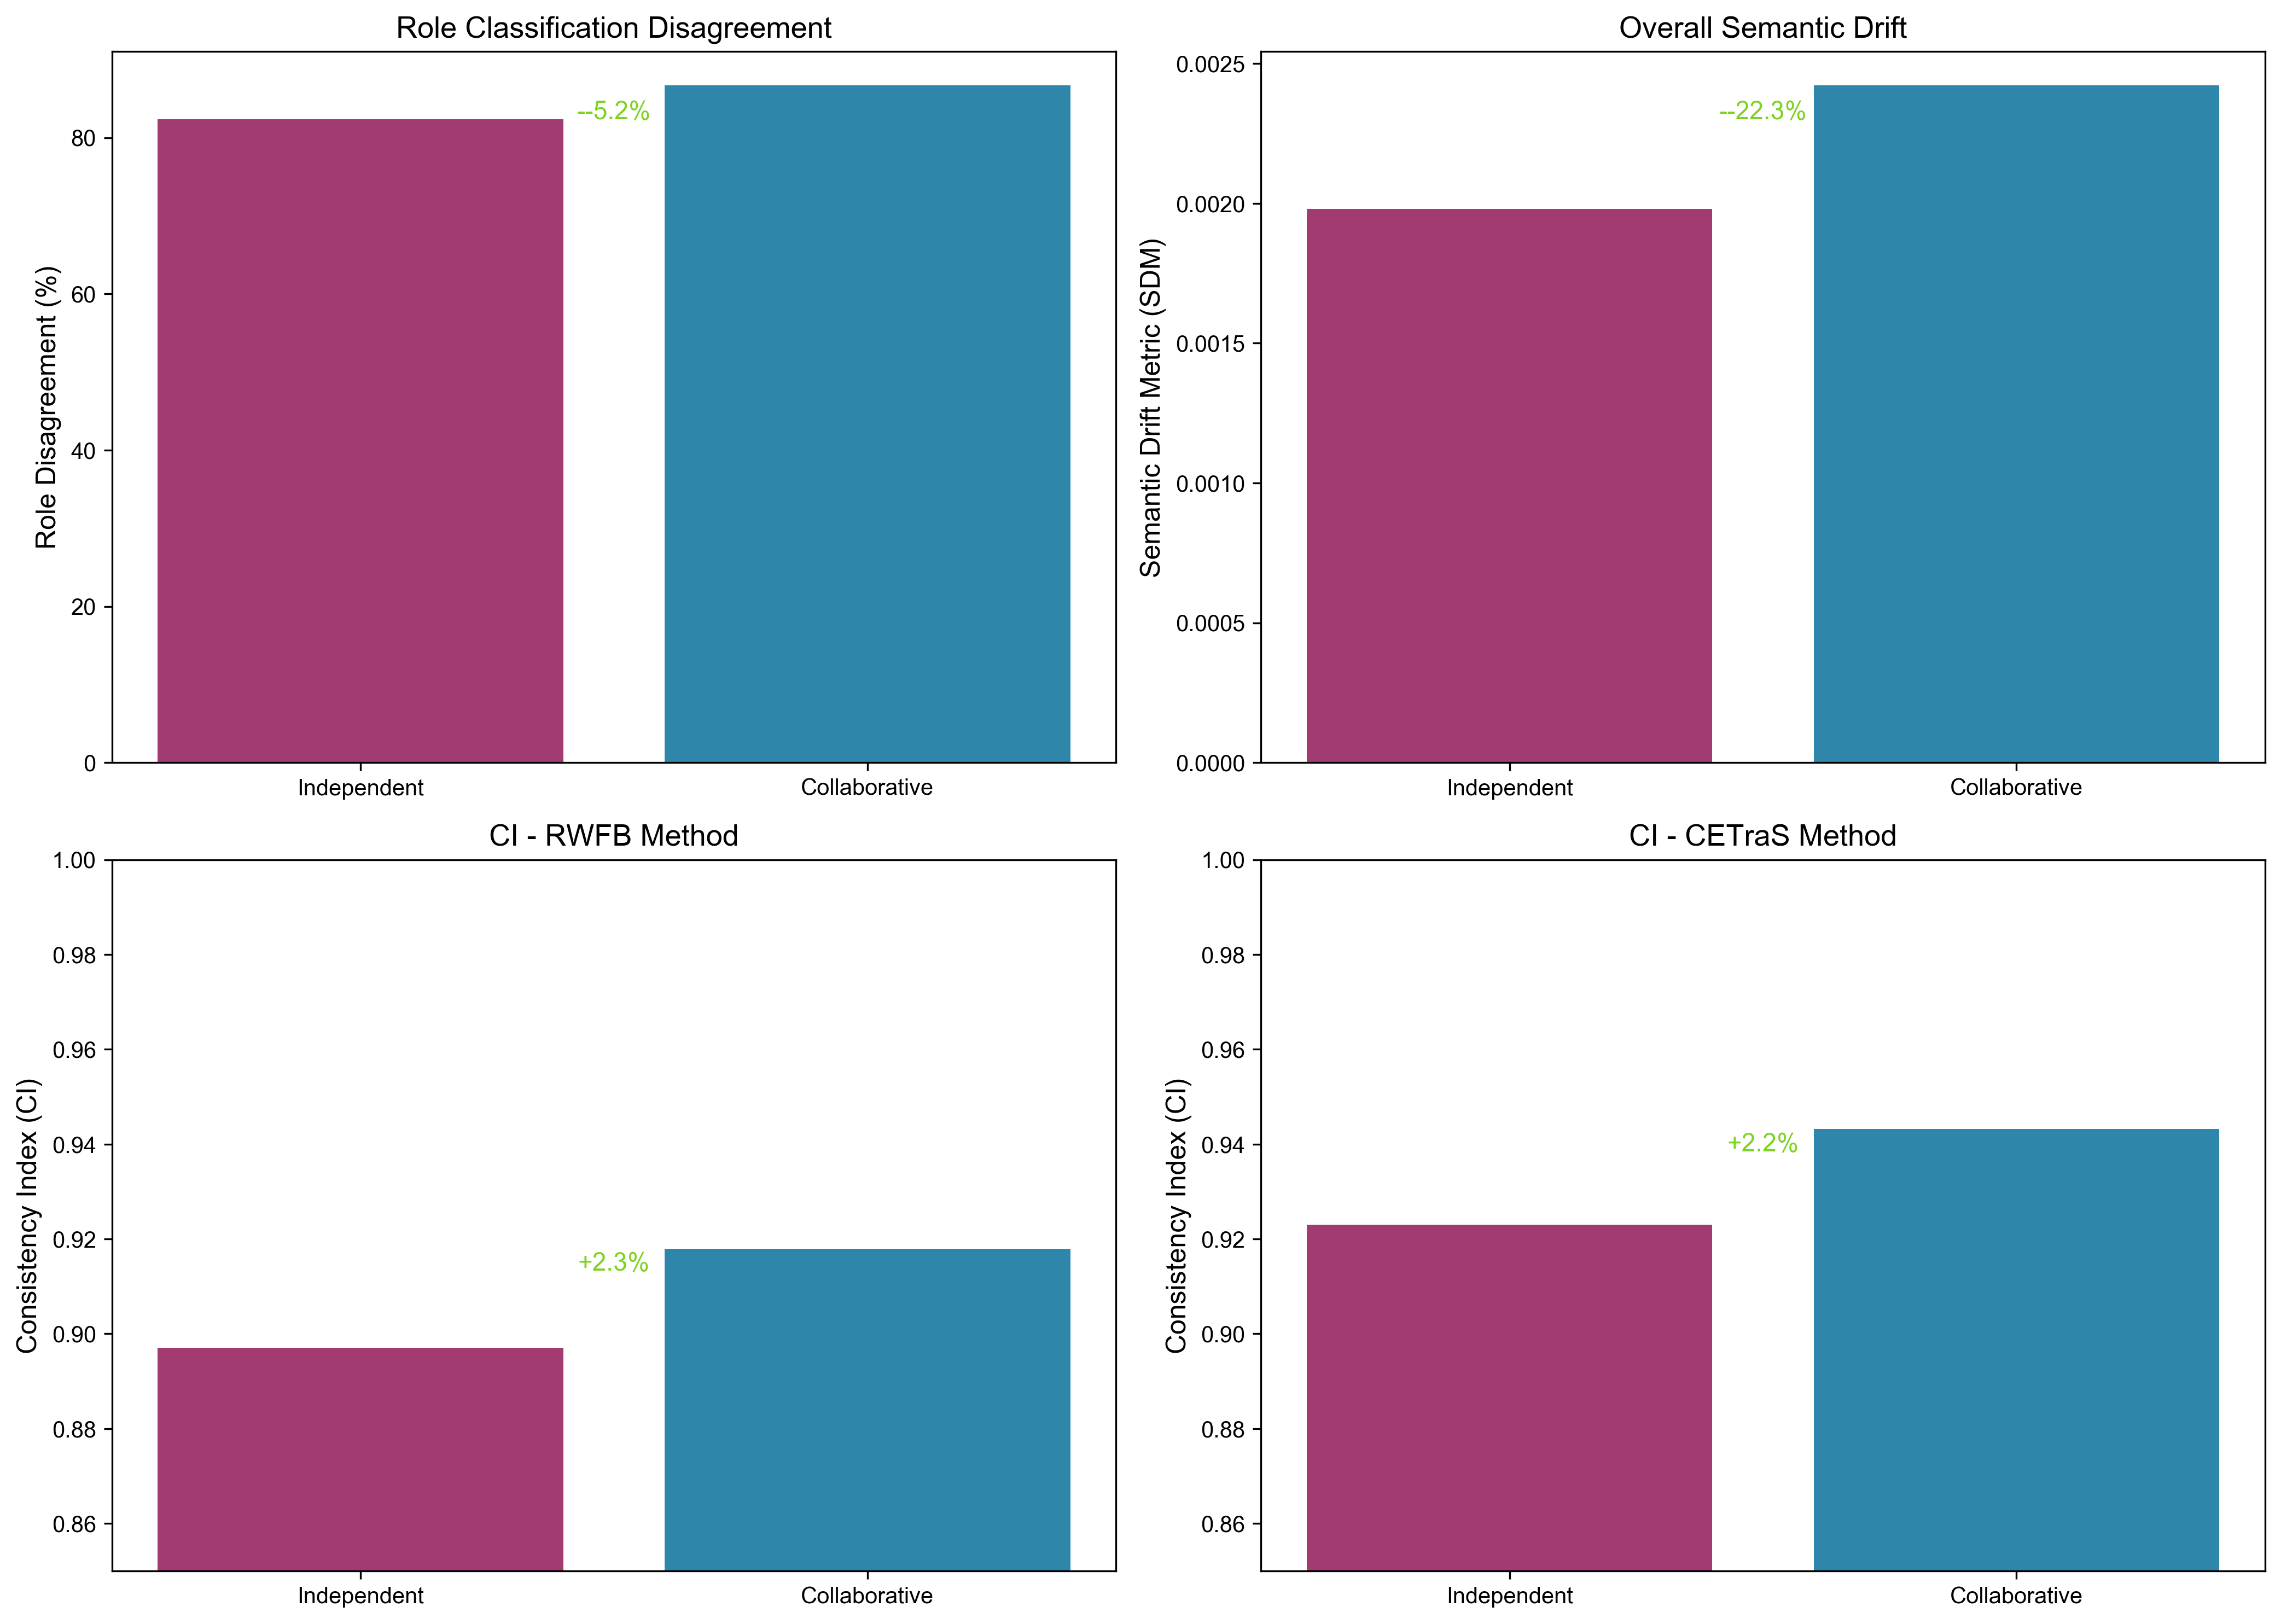 Role Classification Disagreement
Role Disagreement (%)
80
60
40
20
0
--5.2%
Independent
Collaborative
Overall Semantic Drift
Semantic Drift Metric (SDM)
0.0025
0.0020
0.0015
0.0010
0.0005
0.0000
--22.3%
Independent
Collaborative
CI - RWFB Method
Consistency Index (CI)
1.00
0.98
0.96
0.94
0.92
0.90
0.88
0.86
+2.3%
Independent
Collaborative
CI - CETraS Method
Consistency Index (CI)
1.00
0.98
0.96
0.94
0.92
0.90
0.88
0.86
+2.2%
Independent
Collaborative